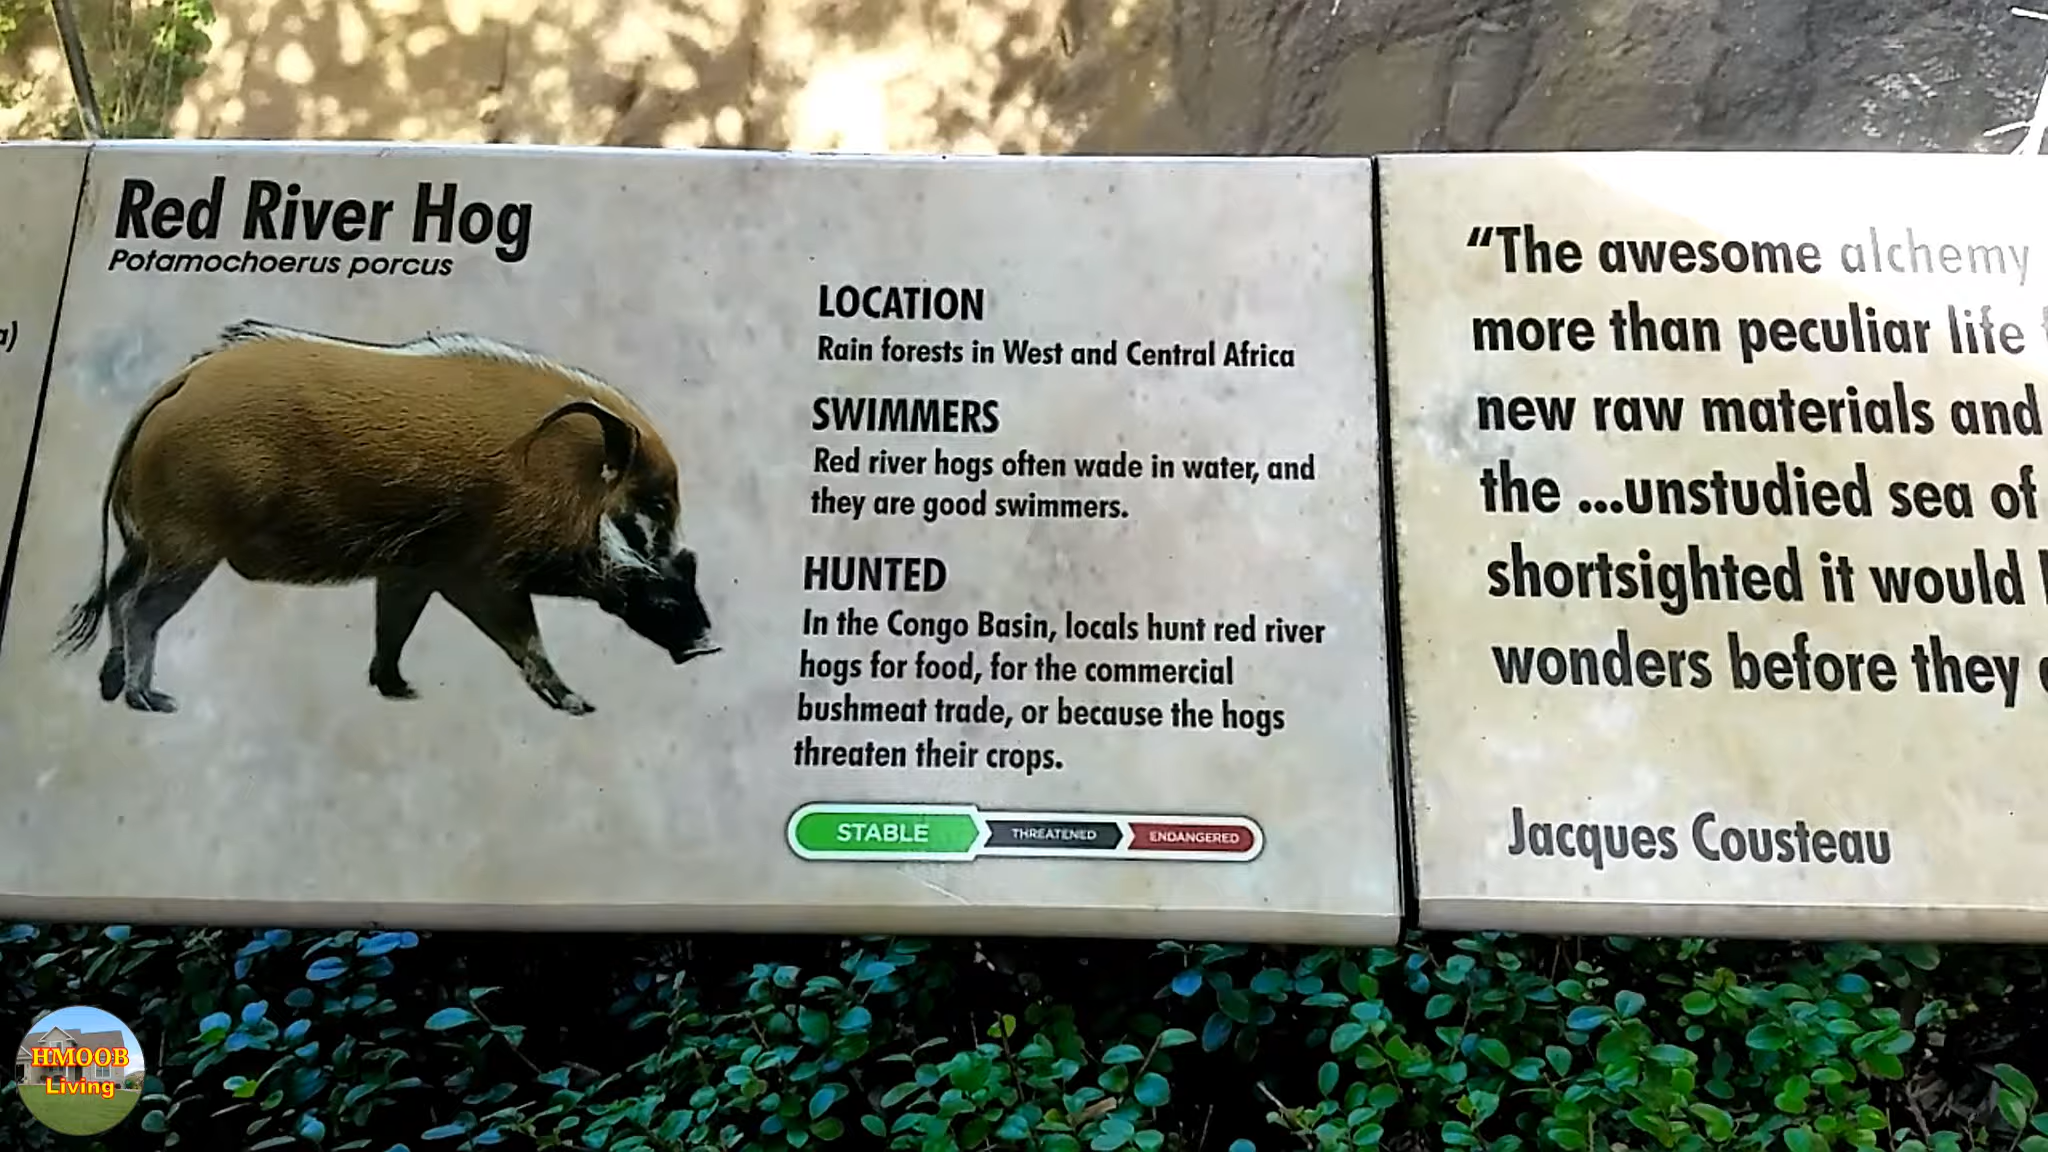 Red River Hog
Potamochoerus porcus
LOCATION
Rain forests in West and Central Africa
SWIMMERS
Red river hogs often wade in water, and
they are good swimmers.
HUNTED
In the Congo Basin, locals hunt red river
hogs for food, for the commercial
bushmeat trade, or because the hogs
threaten their crops.
STABLE THREATENED ENDANGERED
“The awesome alchemy
more than peculiar life
new raw materials and
the ...unstudied sea of
shortsighted it would
wonders before they
Jacques Cousteau
a)
HMOOB
Living